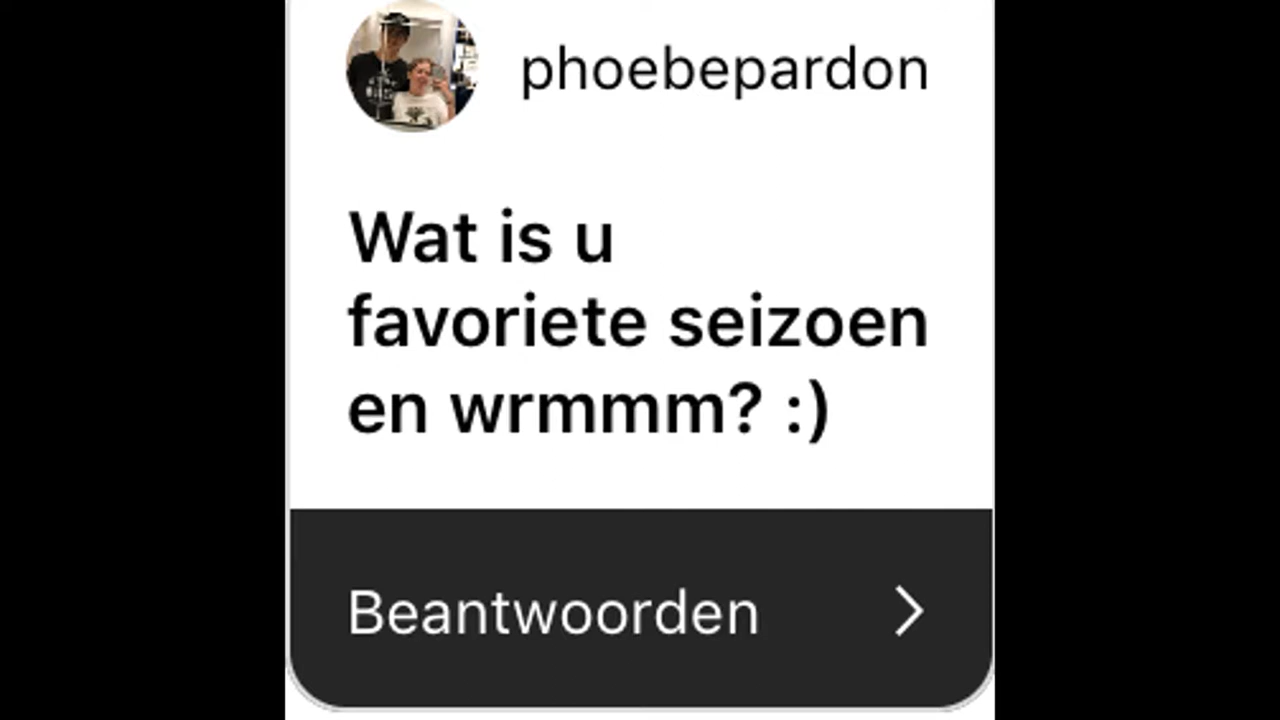 phoebepardon
Wat is u
favoriete seizoen
en wrmmm? :)
Beantwoorden